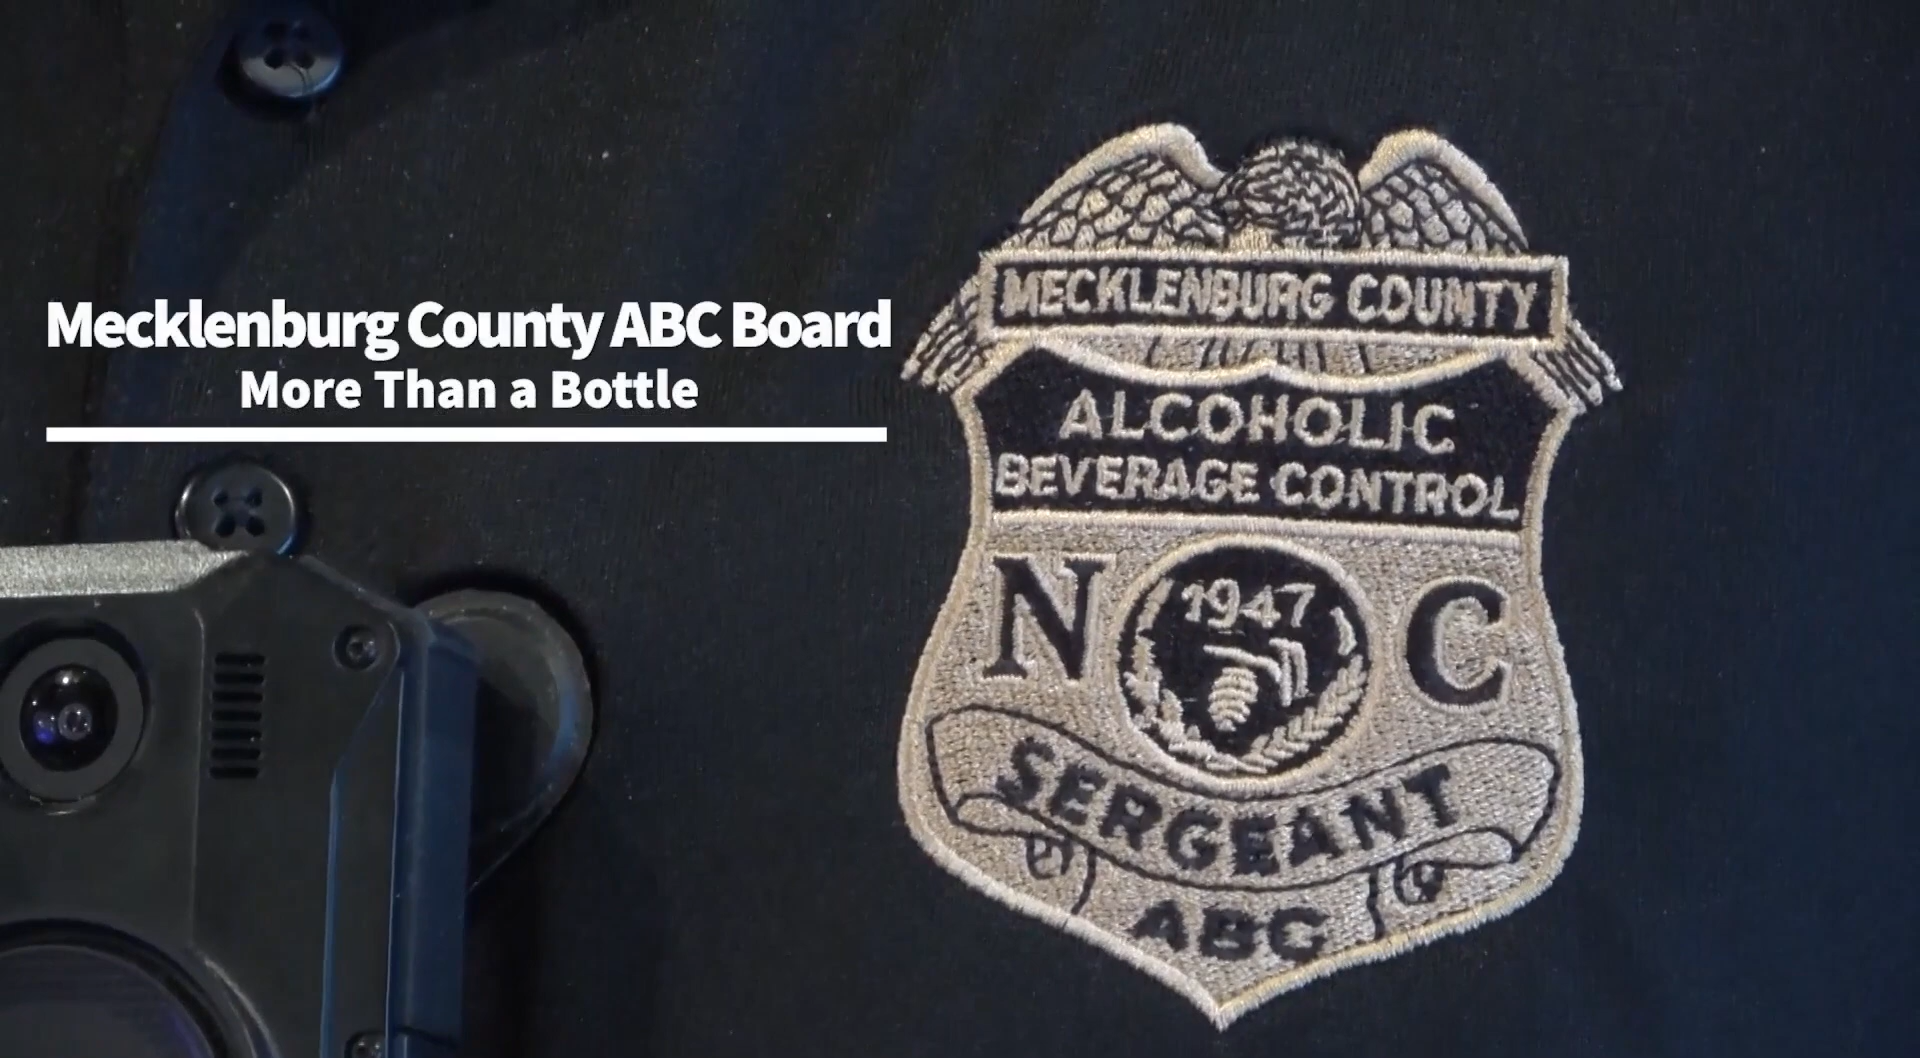 Mecklenburg County ABC Board
More Than a Bottle
MECKLENBURG COUNTY
ALCOHOLIC
BEVERAGE CONTROL
N C
1947
SERGEANT
ABC